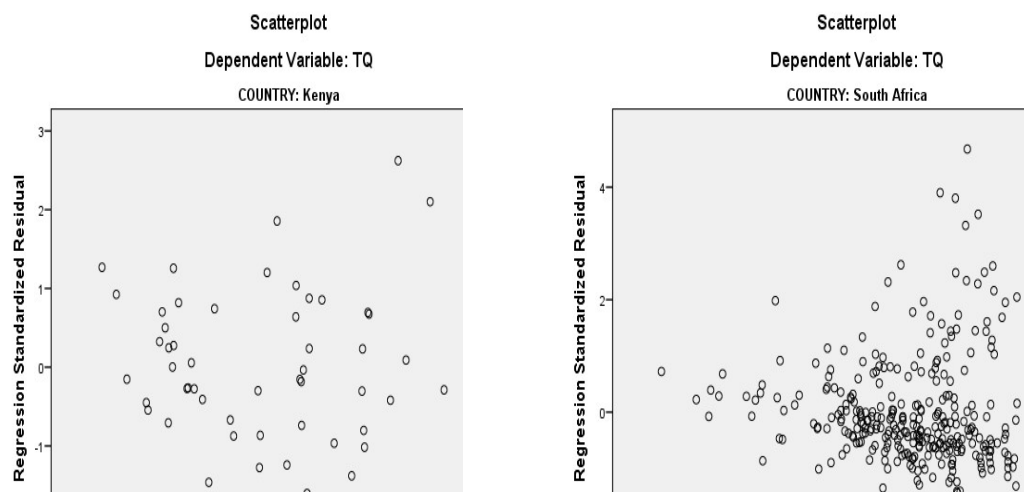 Scatterplot
Dependent Variable: TQ
COUNTRY: Kenya
Regression Standardized Residual
3
2
1
0
-1
Scatterplot
Dependent Variable: TQ
COUNTRY: South Africa
Regression Standardized Residual
4
2
0